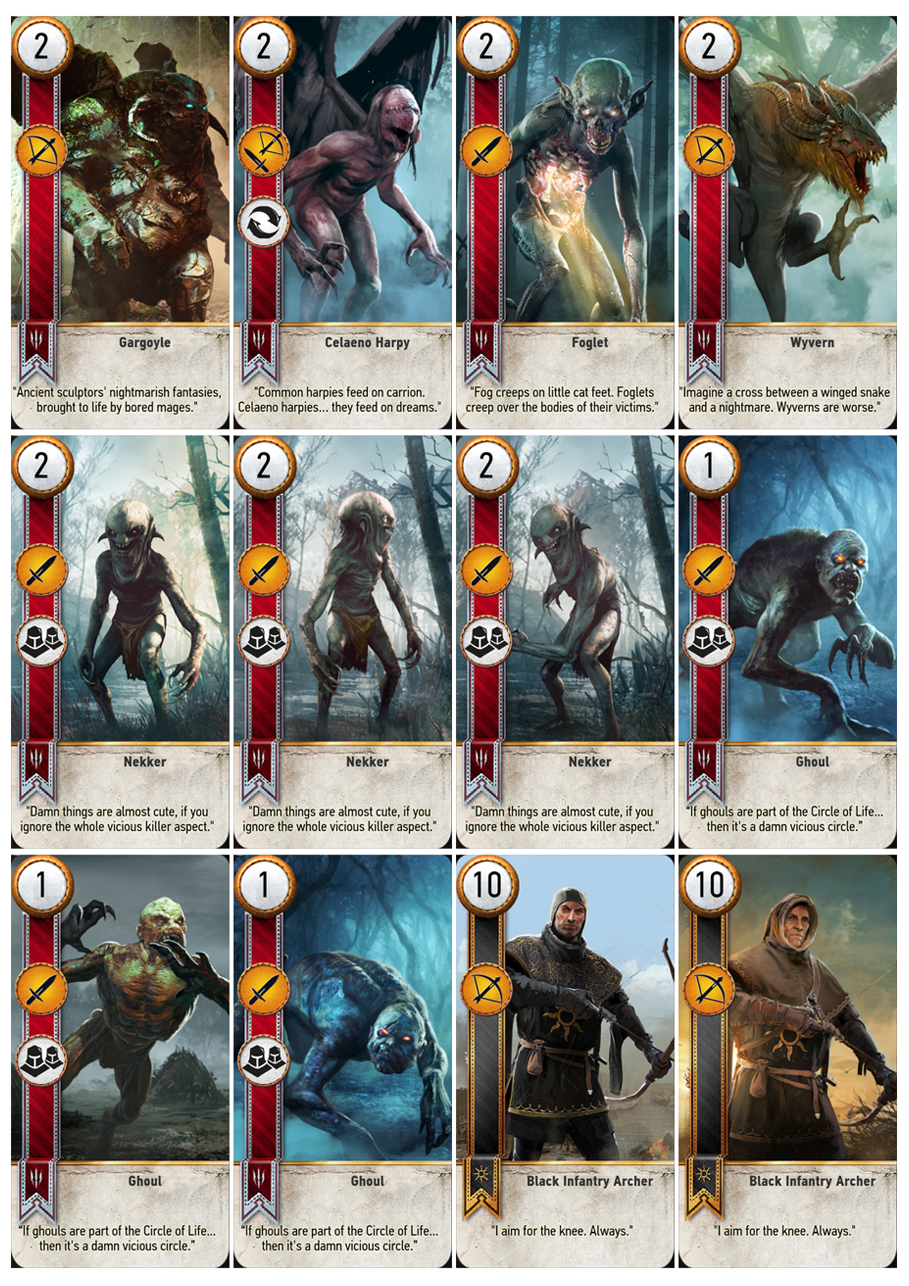 2
Gargoyle
"Ancient sculptors' nightmarish fantasies,
brought to life by bored mages."
2
Celaeno Harpy
"Common harpies feed on carrion.
Celaeno harpies... they feed on dreams."
2
Foglet
"Fog creeps on little cat feet. Foglets
creep over the bodies of their victims."
2
Wyvern
"Imagine a cross between a winged snake
and a nightmare. Wyverns are worse."
2
Nekker
"Damn things are almost cute, if you
ignore the whole vicious killer aspect."
2
Nekker
"Damn things are almost cute, if you
ignore the whole vicious killer aspect."
2
Nekker
"Damn things are almost cute, if you
ignore the whole vicious killer aspect."
1
Ghoul
"If ghouls are part of the Circle of Life...
then it's a damn vicious circle."
1
Ghoul
"If ghouls are part of the Circle of Life...
then it's a damn vicious circle."
1
Ghoul
"If ghouls are part of the Circle of Life...
then it's a damn vicious circle."
10
Black Infantry Archer
"I aim for the knee. Always."
10
Black Infantry Archer
"I aim for the knee. Always."